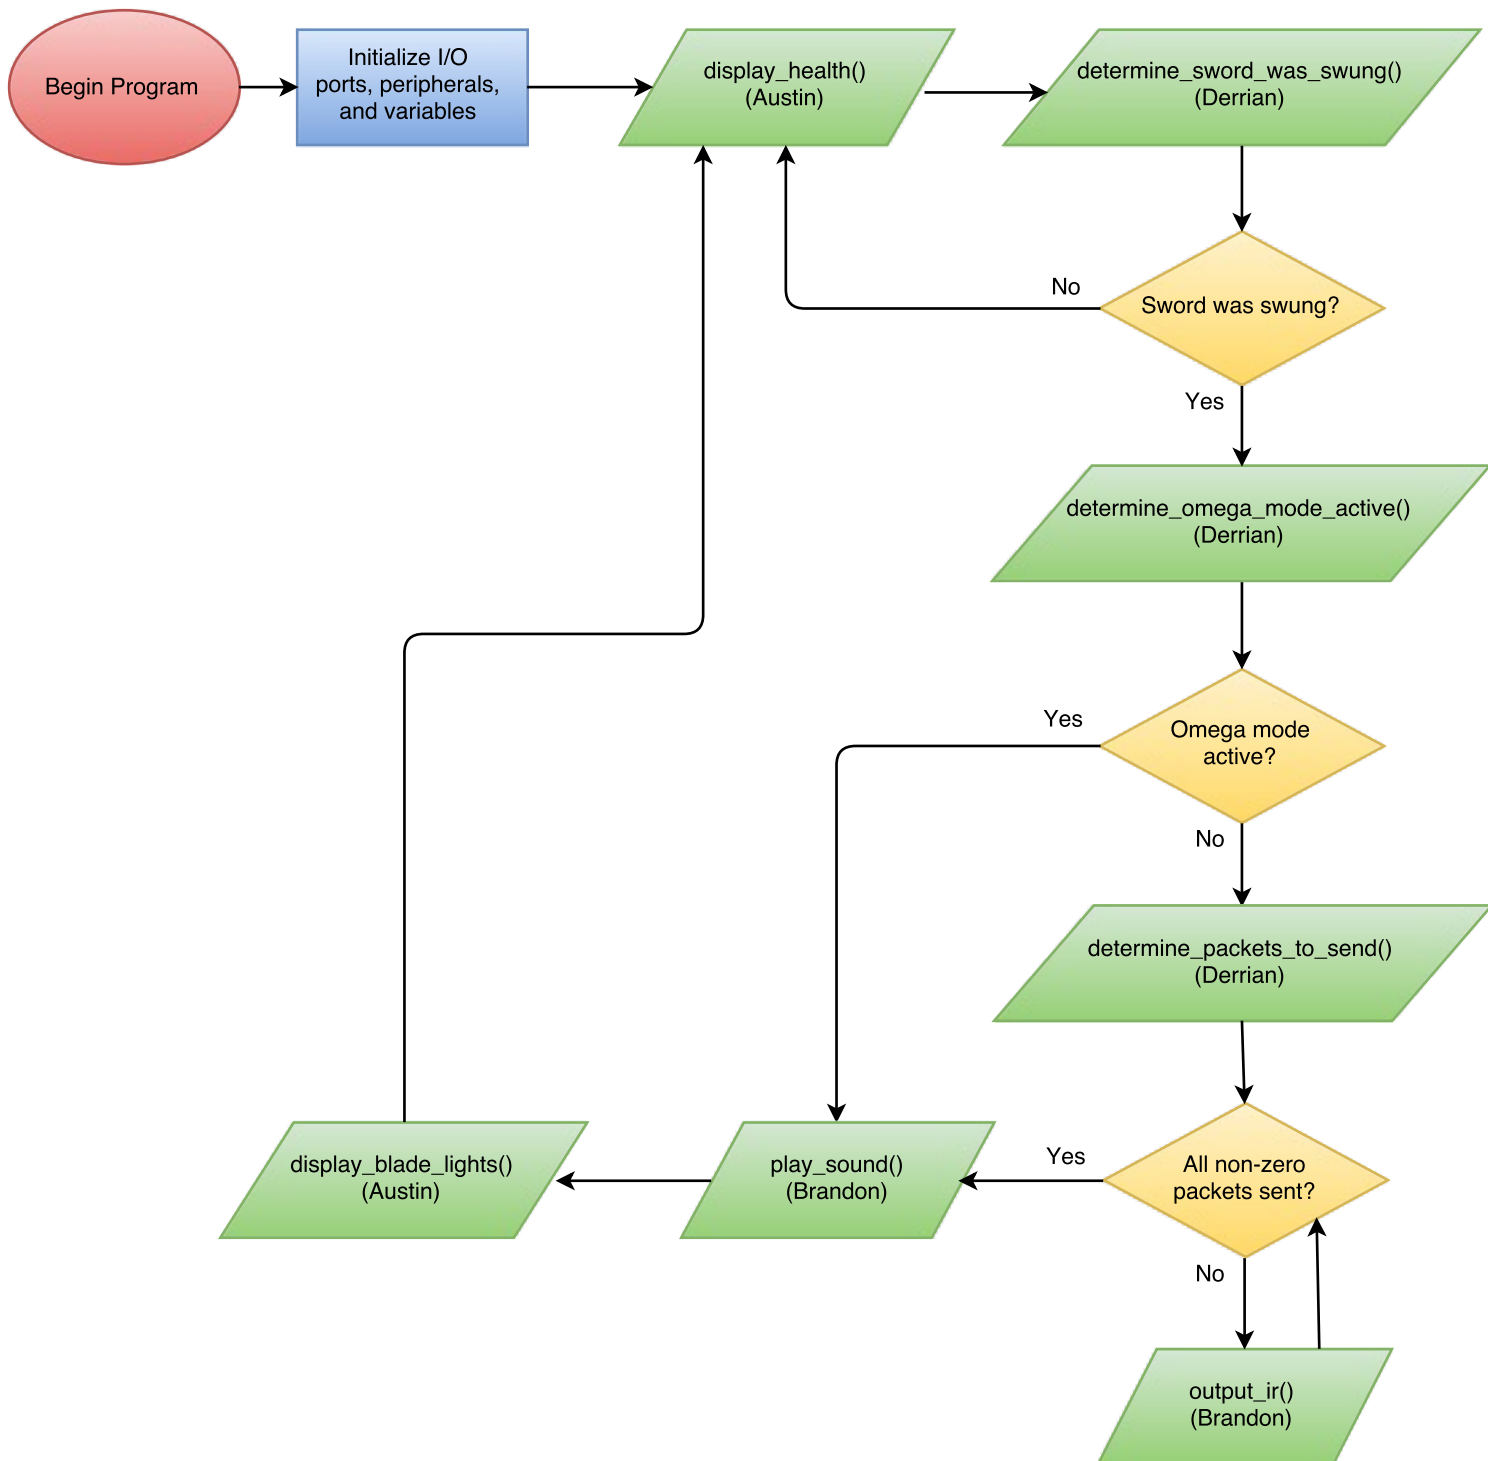 Begin Program
Initialize I/O
ports, peripherals,
and variables
display_health()
(Austin)
determine_sword_was_swung()
(Derrian)
No
Sword was swung?
Yes
determine_omega_mode_active()
(Derrian)
Yes
Omega mode
active?
No
determine_packets_to_send()
(Derrian)
display_blade_lights()
(Austin)
play_sound()
(Brandon)
Yes
All non-zero
packets sent?
No
output_ir()
(Brandon)